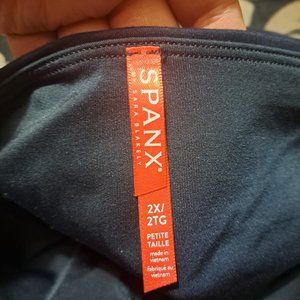 SPANX®
BY SARA BLAKELY
2X/
2TG
PETITE
TAILLE
made in
vietnam
fabriqué au
vietnam